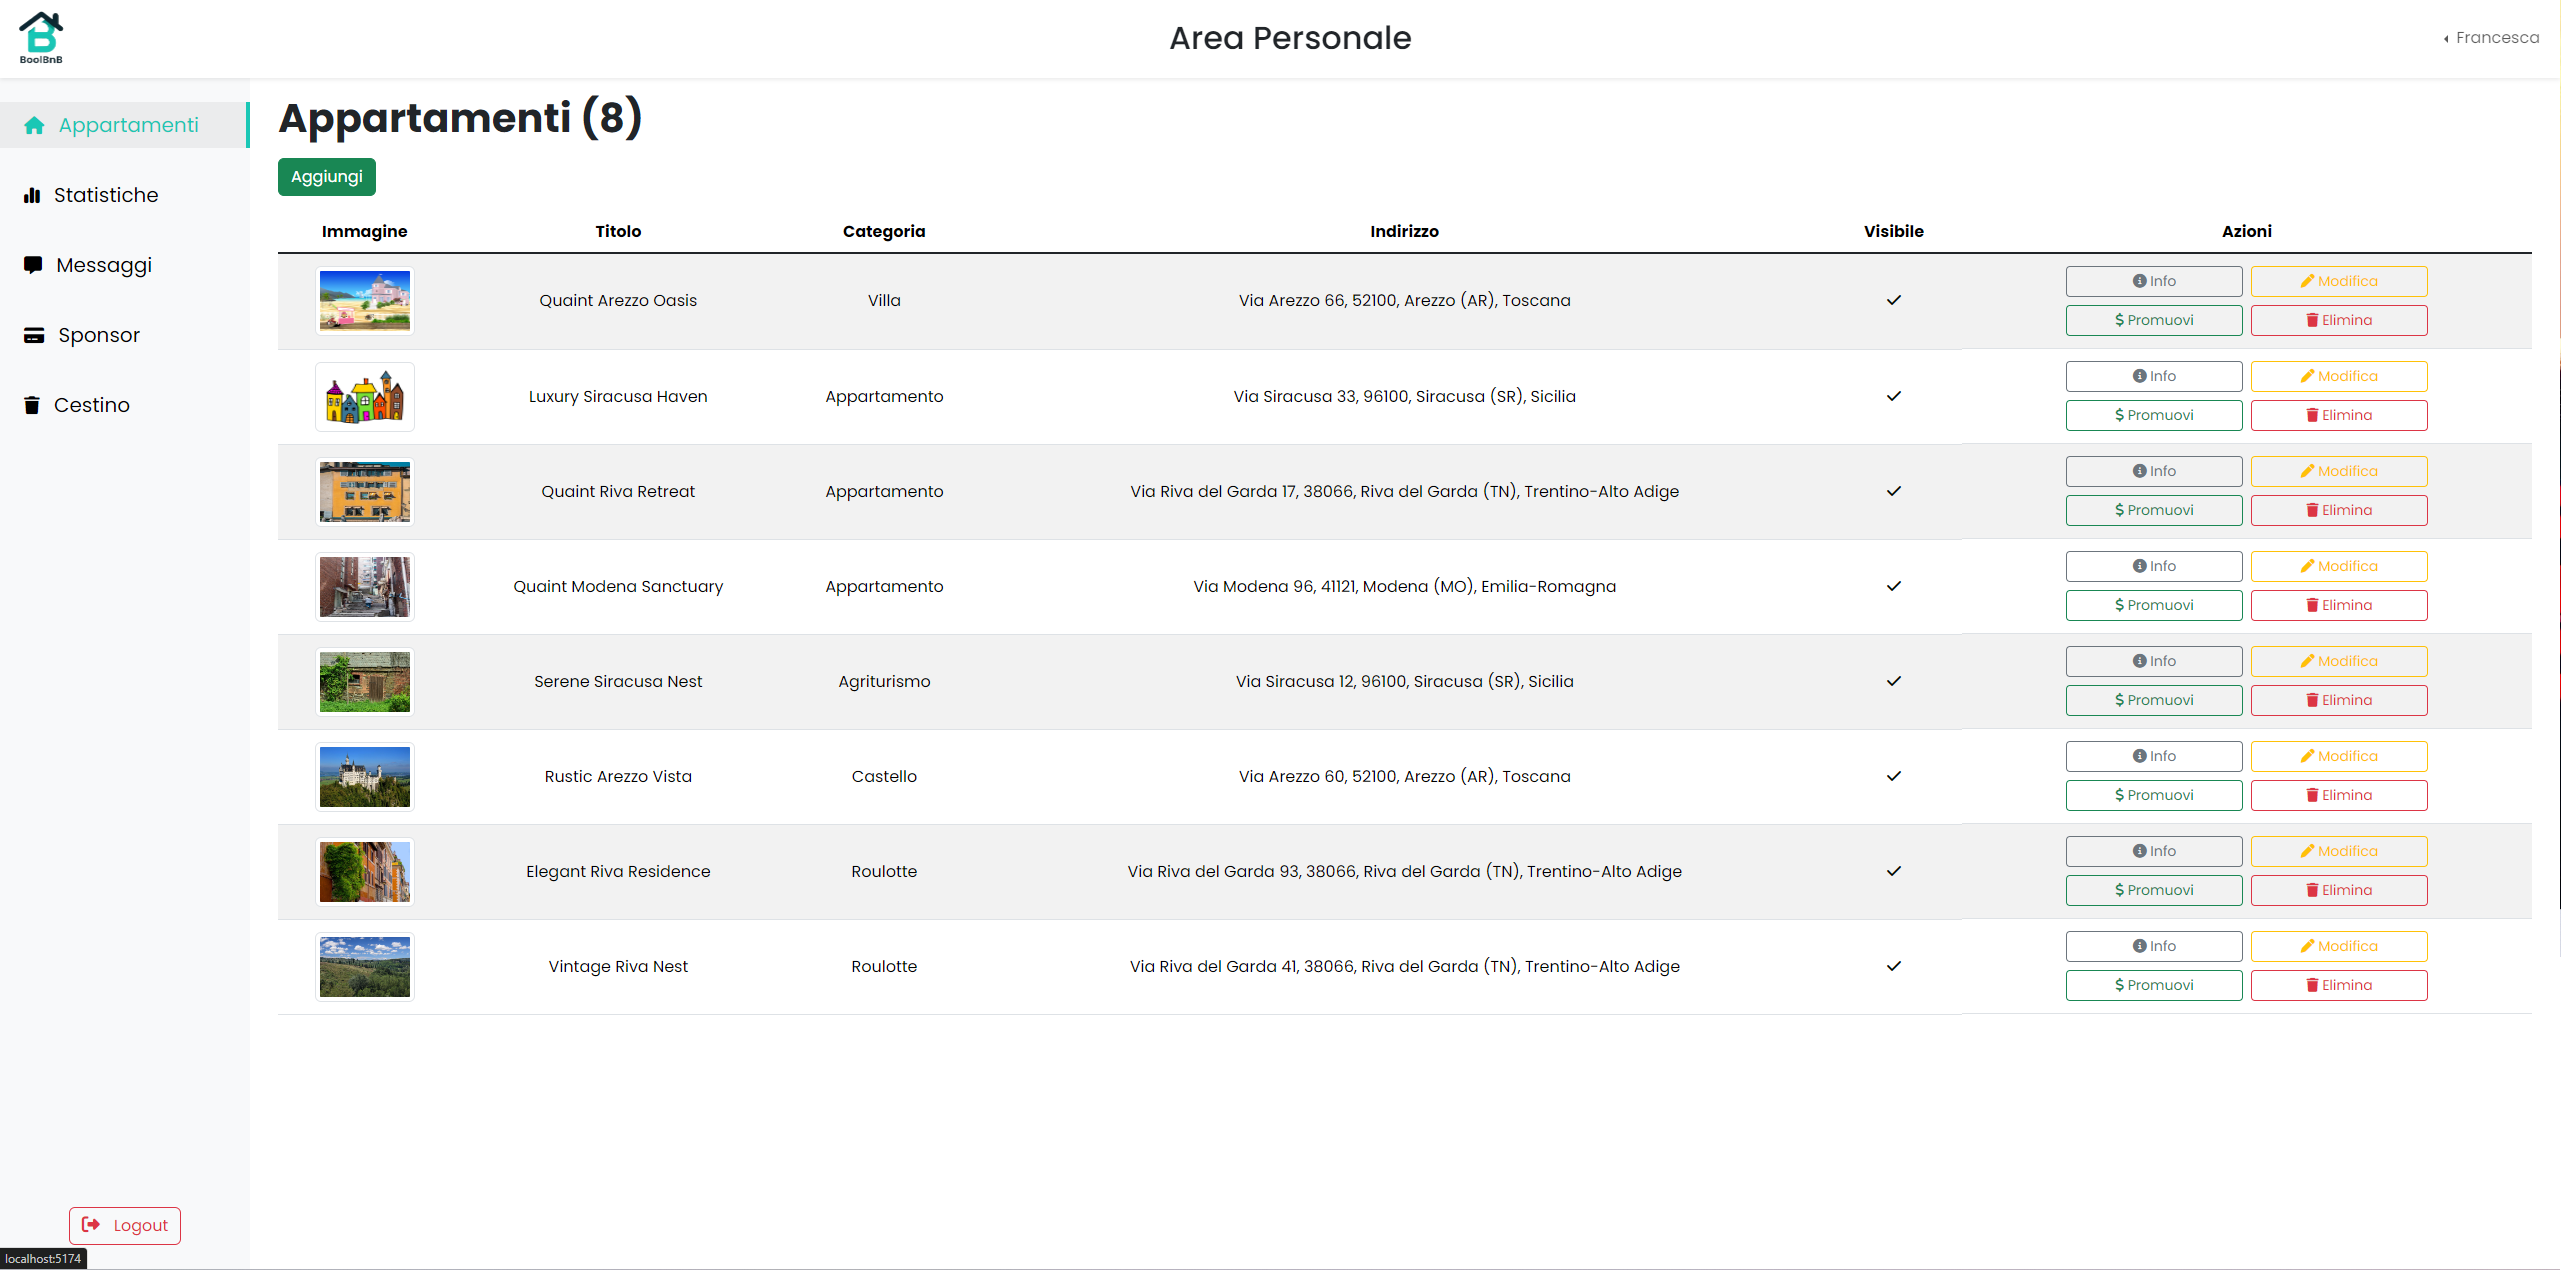 BoolBnB
Area Personale
Francesca
Appartamenti
Statistiche
Messaggi
Sponsor
Cestino
Logout
localhost:5174
Appartamenti (8)
Aggiungi
Immagine Titolo Categoria Indirizzo Visibile Azioni
Quaint Arezzo Oasis Villa Via Arezzo 66, 52100, Arezzo (AR), Toscana Info Modifica
$ Promuovi Elimina
Luxury Siracusa Haven Appartamento Via Siracusa 33, 96100, Siracusa (SR), Sicilia Info Modifica
$ Promuovi Elimina
Quaint Riva Retreat Appartamento Via Riva del Garda 17, 38066, Riva del Garda (TN), Trentino-Alto Adige Info Modifica
$ Promuovi Elimina
Quaint Modena Sanctuary Appartamento Via Modena 96, 41121, Modena (MO), Emilia-Romagna Info Modifica
$ Promuovi Elimina
Serene Siracusa Nest Agriturismo Via Siracusa 12, 96100, Siracusa (SR), Sicilia Info Modifica
$ Promuovi Elimina
Rustic Arezzo Vista Castello Via Arezzo 60, 52100, Arezzo (AR), Toscana Info Modifica
$ Promuovi Elimina
Elegant Riva Residence Roulotte Via Riva del Garda 93, 38066, Riva del Garda (TN), Trentino-Alto Adige Info Modifica
$ Promuovi Elimina
Vintage Riva Nest Roulotte Via Riva del Garda 41, 38066, Riva del Garda (TN), Trentino-Alto Adige Info Modifica
$ Promuovi Elimina